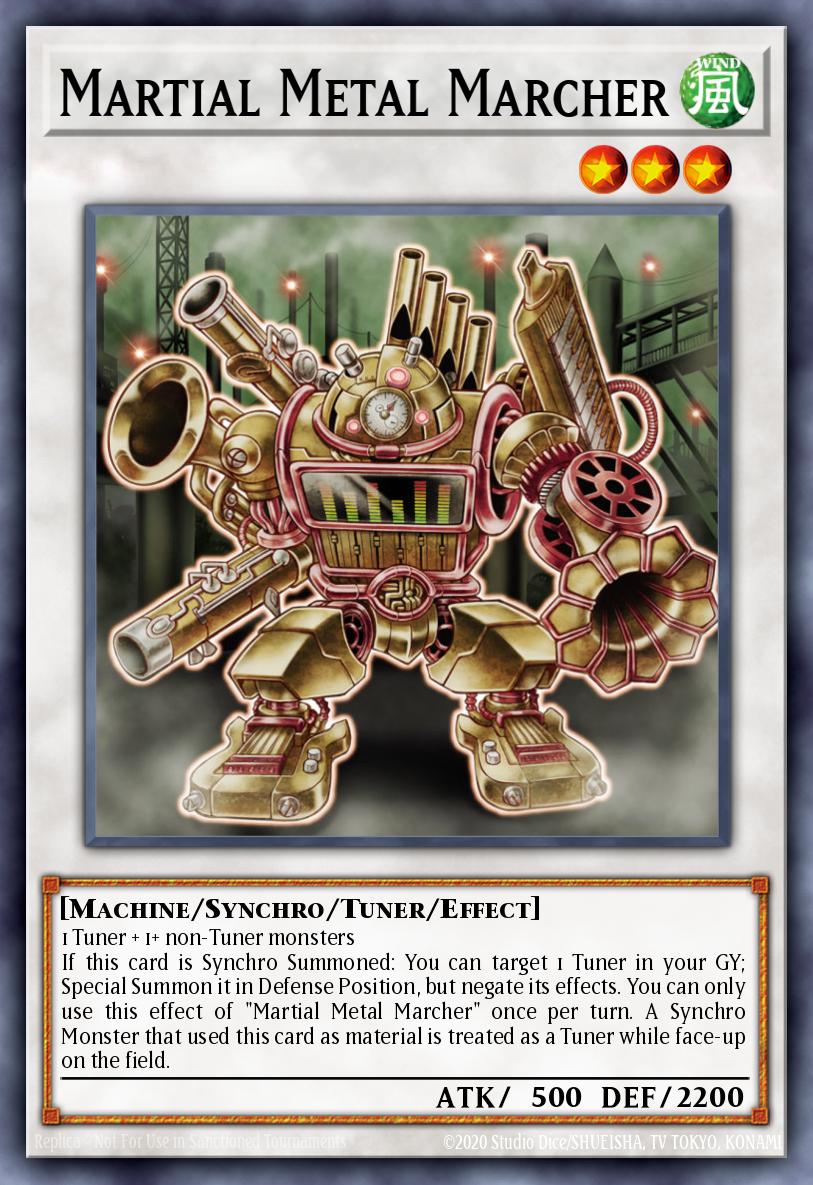 Martial Metal Marcher
WIND
風
[Machine/Synchro/Tuner/Effect]
1 Tuner + 1+ non-Tuner monsters
If this card is Synchro Summoned: You can target 1 Tuner in your GY;
Special Summon it in Defense Position, but negate its effects. You can only
use this effect of "Martial Metal Marcher" once per turn. A Synchro
Monster that used this card as material is treated as a Tuner while face-up
on the field.
ATK/ 500 DEF/2200
Replica - Not For Use in Sanctioned Tournaments
©2020 Studio Dice/SHUEISHA, TV TOKYO, KONAMI